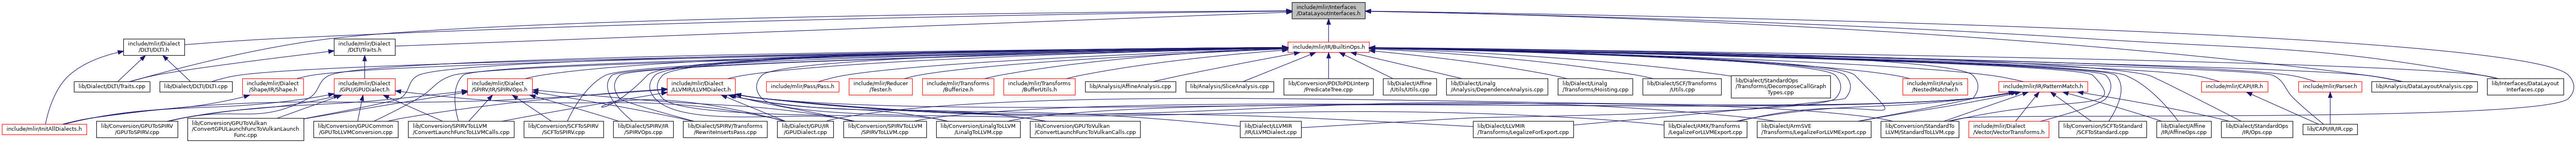 include/mlir/Interfaces
/DataLayoutInterfaces.h
include/mlir/Dialect
/DLTI/DLTI.h
include/mlir/Dialect
/DLTI/Traits.h
include/mlir/IR/BuiltinOps.h
lib/Dialect/DLTI/Traits.cpp
lib/Dialect/DLTI/DLTI.cpp
include/mlir/Dialect
/Shape/IR/Shape.h
include/mlir/Dialect
/GPU/GPUDialect.h
include/mlir/Dialect
/SPIRV/IR/SPIRVOps.h
include/mlir/Dialect
/LLVMIR/LLVMDialect.h
include/mlir/Pass/Pass.h
include/mlir/Reducer
/Tester.h
include/mlir/Transforms
/Bufferize.h
include/mlir/Transforms
/BufferUtils.h
lib/Analysis/AffineAnalysis.cpp
lib/Analysis/SliceAnalysis.cpp
lib/Conversion/PDLToPDLInterp
/PredicateTree.cpp
lib/Dialect/Affine
/Utils/Utils.cpp
lib/Dialect/Linalg
/Analysis/DependenceAnalysis.cpp
lib/Dialect/Linalg
/Transforms/Hoisting.cpp
lib/Dialect/SCF/Transforms
/Utils.cpp
lib/Dialect/StandardOps
/Transforms/DecomposeCallGraph
Types.cpp
include/mlir/Analysis
/NestedMatcher.h
include/mlir/IR/PatternMatch.h
include/mlir/CAPI/IR.h
include/mlir/Parser.h
lib/Analysis/DataLayoutAnalysis.cpp
lib/Interfaces/DataLayout
Interfaces.cpp
include/mlir/InitAllDialects.h
lib/Conversion/GPUToSPIRV
/GPUToSPIRV.cpp
lib/Conversion/GPUToVulkan
/ConvertGPULaunchFuncToVulkanLaunch
Func.cpp
lib/Conversion/GPUCommon
/GPUToLLVMConversion.cpp
lib/Conversion/SPIRVToLLVM
/ConvertLaunchFuncToLLVMCalls.cpp
lib/Conversion/SCFToSPIRV
/SCFToSPIRV.cpp
lib/Dialect/SPIRV/IR
/SPIRVOps.cpp
lib/Dialect/SPIRV/Transforms
/RewriteInsertsPass.cpp
lib/Dialect/GPU/IR
/GPUDialect.cpp
lib/Conversion/SPIRVToLLVM
/SPIRVToLLVM.cpp
lib/Conversion/LinalgToLLVM
/LinalgToLLVM.cpp
lib/Conversion/GPUToVulkan
/ConvertLaunchFuncToVulkanCalls.cpp
lib/Dialect/LLVMIR
/IR/LLVMDialect.cpp
lib/Dialect/LLVMIR
/Transforms/LegalizeForExport.cpp
lib/Dialect/AMX/Transforms
/LegalizeForLLVMExport.cpp
lib/Dialect/ArmSVE
/Transforms/LegalizeForLLVMExport.cpp
lib/Conversion/StandardTo
LLVM/StandardToLLVM.cpp
include/mlir/Dialect
/Vector/VectorTransforms.h
lib/Conversion/SCFToStandard
/SCFToStandard.cpp
lib/Dialect/Affine
/IR/AffineOps.cpp
lib/Dialect/StandardOps
/IR/Ops.cpp
lib/CAPI/IR/IR.cpp